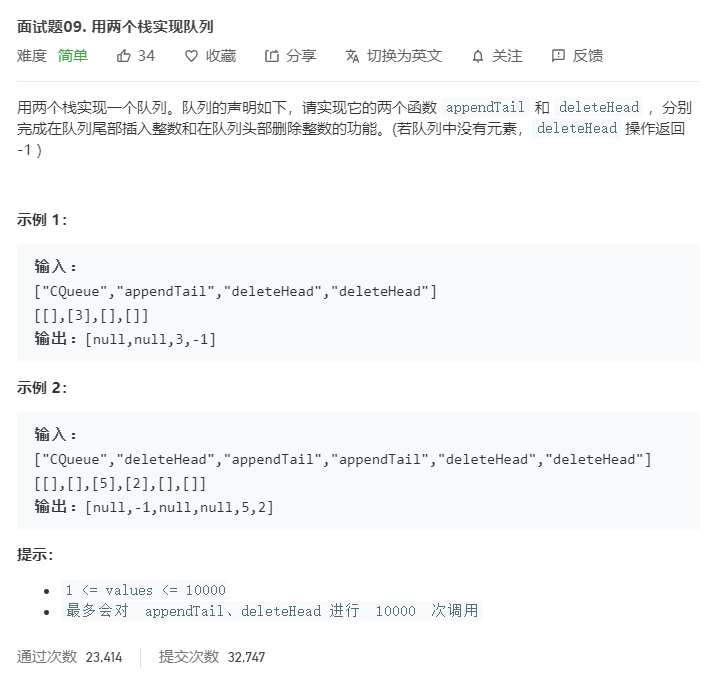 面试题09. 用两个栈实现队列
难度 简单 34 收藏 分享 切换为英文 关注 反馈
用两个栈实现一个队列。队列的声明如下，请实现它的两个函数 appendTail 和 deleteHead ，分别
完成在队列尾部插入整数和在队列头部删除整数的功能。(若队列中没有元素， deleteHead 操作返回
-1 )
示例 1：
输入：
["CQueue","appendTail","deleteHead","deleteHead"]
[[],[3],[],[]]
输出：[null,null,3,-1]
示例 2：
输入：
["CQueue","deleteHead","appendTail","appendTail","deleteHead","deleteHead"]
[[],[],[5],[2],[],[]]
输出：[null,-1,null,null,5,2]
提示：
1 <= values <= 10000
最多会对 appendTail、deleteHead 进行 10000 次调用
通过次数 23,414 提交次数 32,747